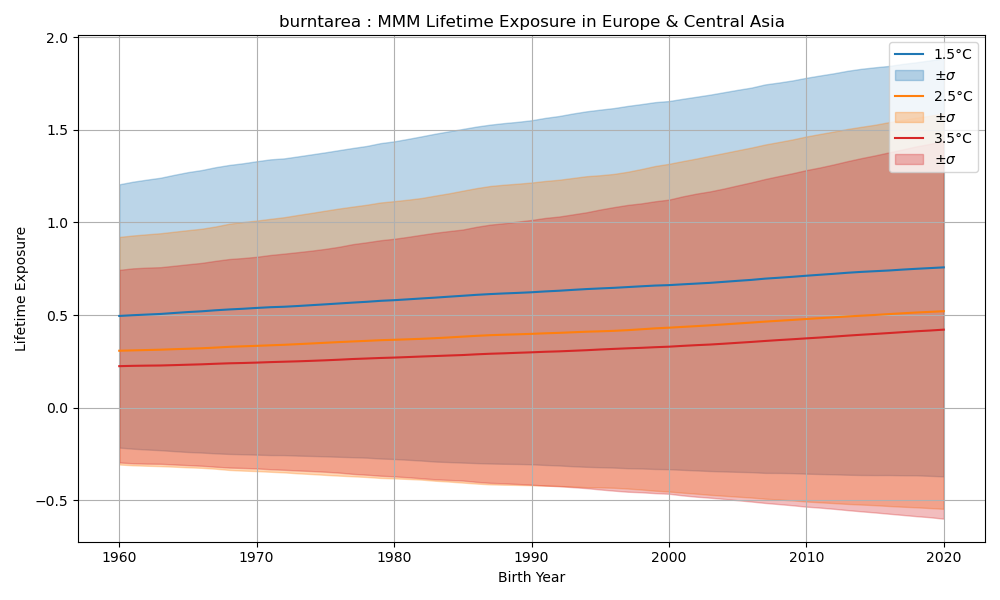 burntarea : MMM Lifetime Exposure in Europe & Central Asia
2.0
1.5
1.0
0.5
0.0
−0.5
Lifetime Exposure
1960
1970
1980
1990
2000
2010
2020
Birth Year
1.5°C
±σ
2.5°C
±σ
3.5°C
±σ